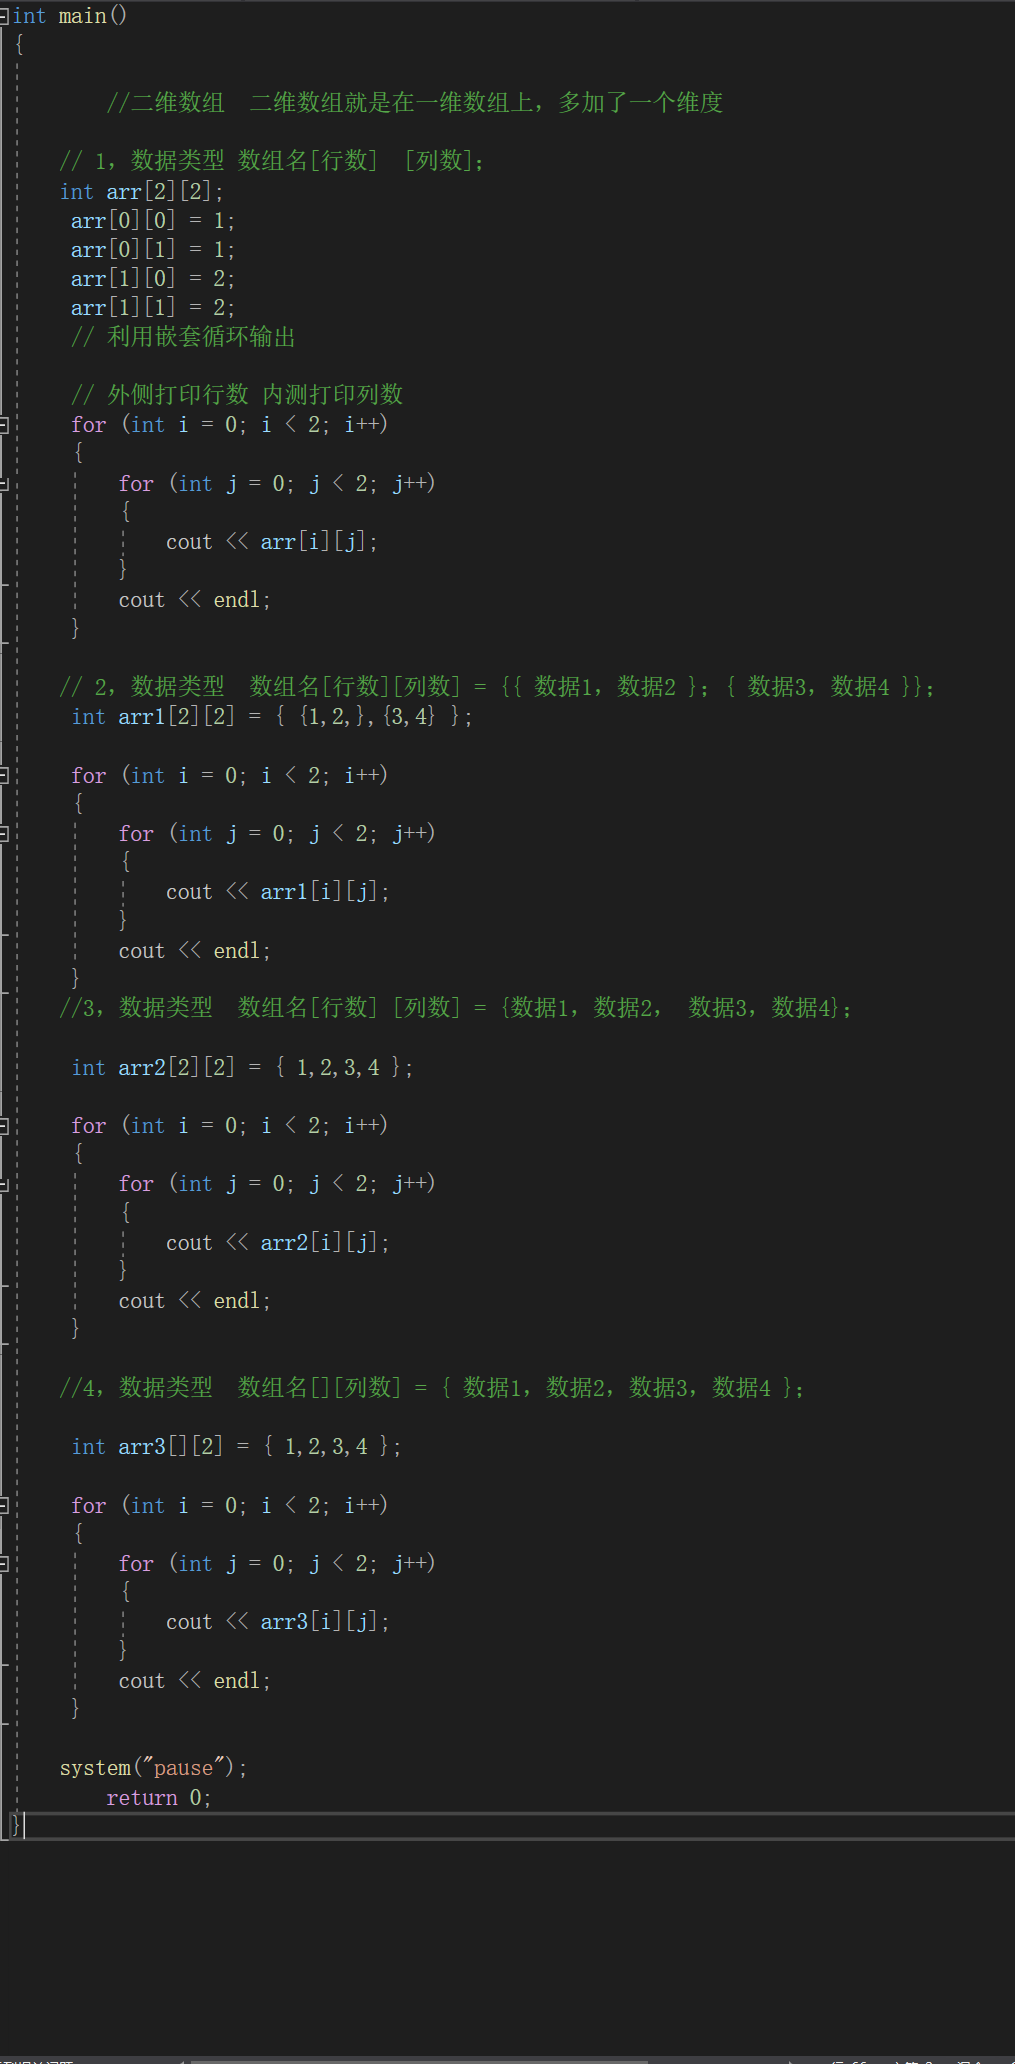 int main()
{
//二维数组  二维数组就是在一维数组上，多加了一个维度
// 1，数据类型 数组名[行数]  [列数]；
int arr[2][2];
arr[0][0] = 1;
arr[0][1] = 1;
arr[1][0] = 2;
arr[1][1] = 2;
// 利用嵌套循环输出
// 外侧打印行数 内测打印列数
for (int i = 0; i < 2; i++)
{
for (int j = 0; j < 2; j++)
{
cout << arr[i][j];
}
cout << endl;
}
// 2，数据类型  数组名[行数][列数] = {{ 数据1，数据2 }；{ 数据3，数据4 }}；
int arr1[2][2] = { {1,2,},{3,4} };
for (int i = 0; i < 2; i++)
{
for (int j = 0; j < 2; j++)
{
cout << arr1[i][j];
}
cout << endl;
}
//3，数据类型  数组名[行数] [列数] = {数据1，数据2， 数据3，数据4}；
int arr2[2][2] = { 1,2,3,4 };
for (int i = 0; i < 2; i++)
{
for (int j = 0; j < 2; j++)
{
cout << arr2[i][j];
}
cout << endl;
}
//4，数据类型  数组名[][列数] = { 数据1，数据2，数据3，数据4 }；
int arr3[][2] = { 1,2,3,4 };
for (int i = 0; i < 2; i++)
{
for (int j = 0; j < 2; j++)
{
cout << arr3[i][j];
}
cout << endl;
}
system("pause");
return 0;
}